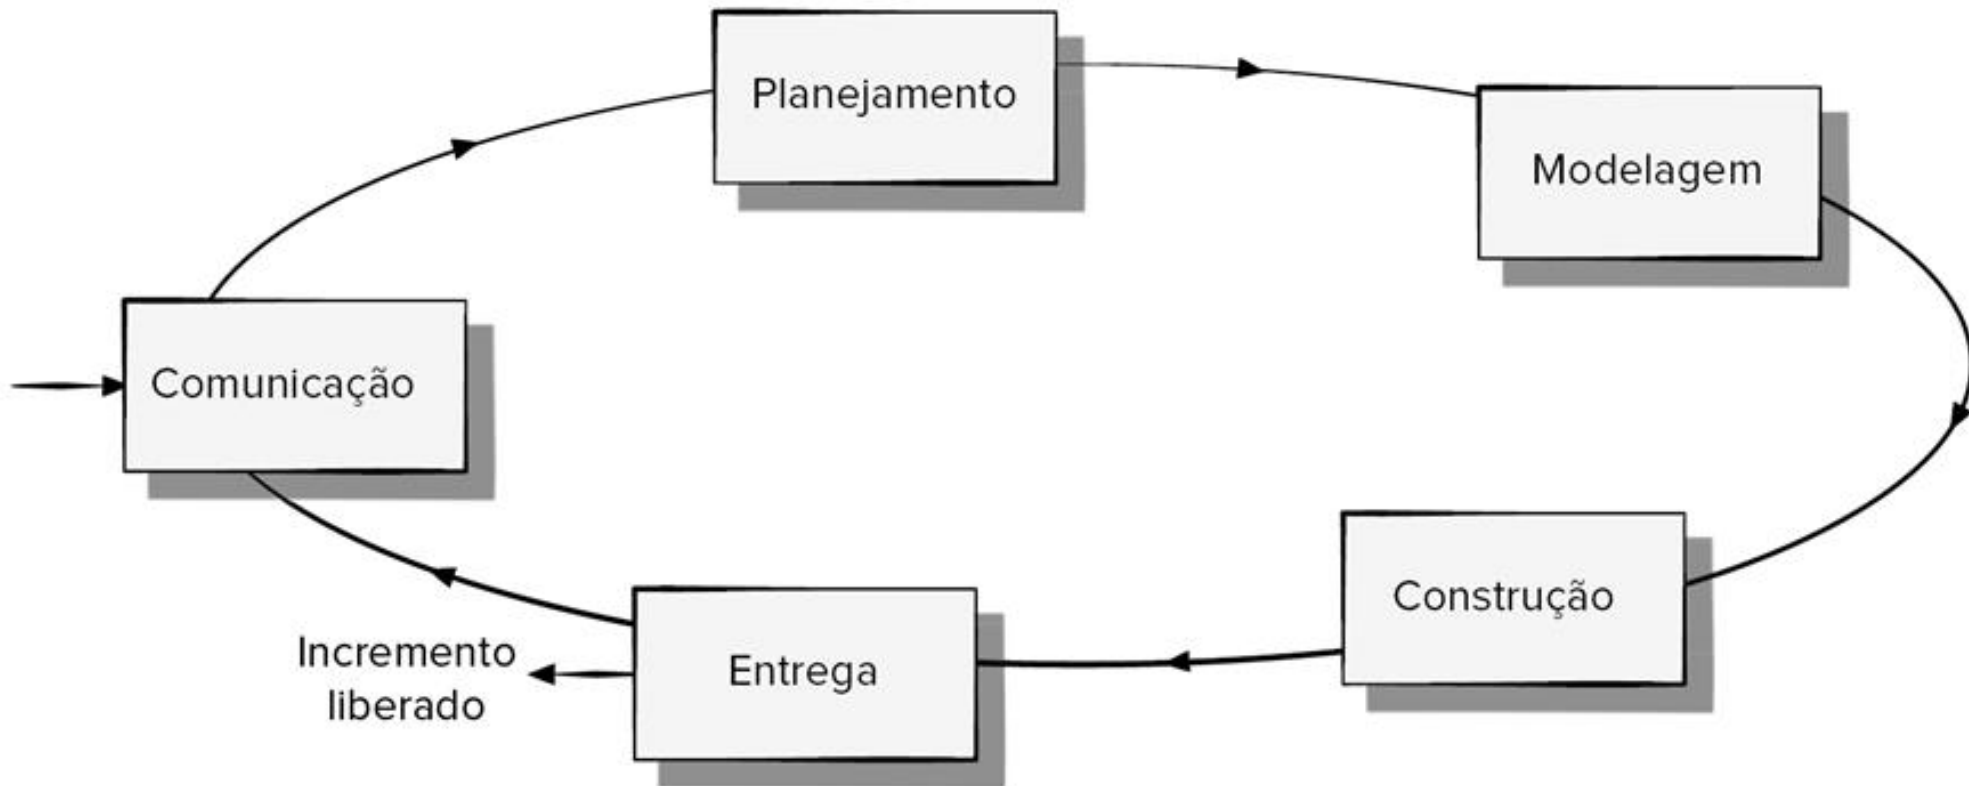 Planejamento
Modelagem
Comunicação
Construção
Entrega
Incremento
liberado